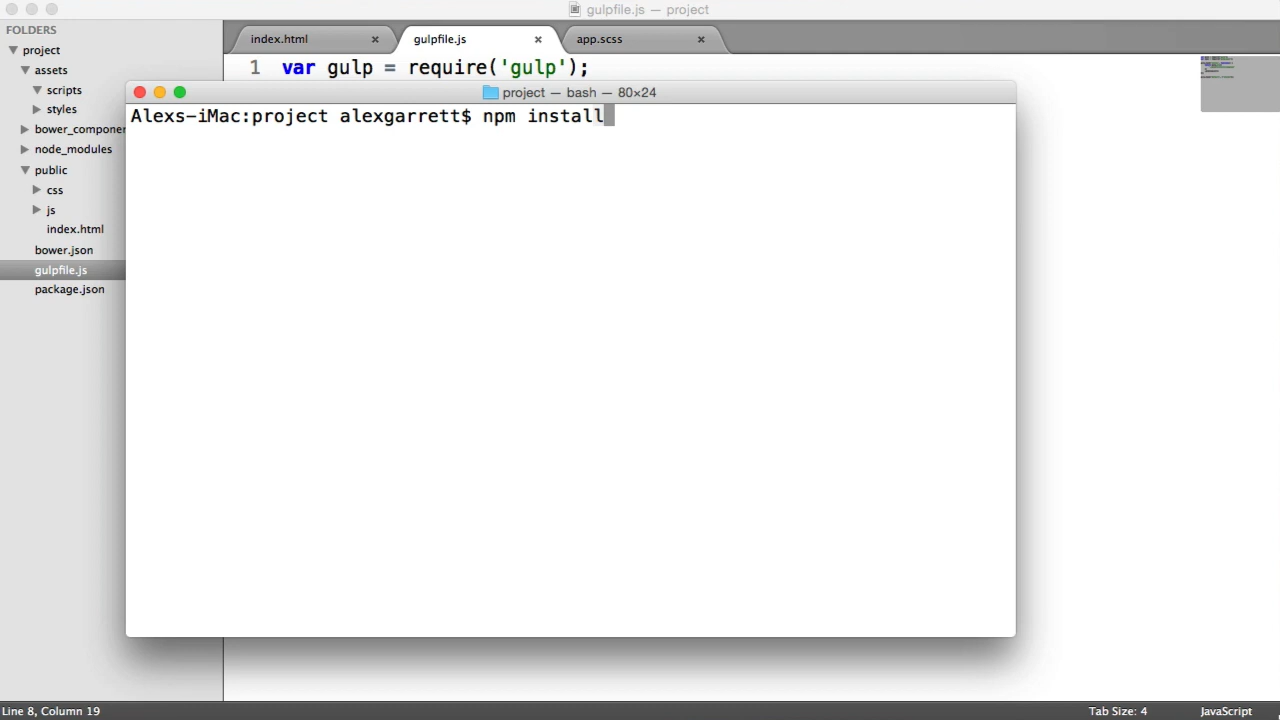 gulpfile.js — project
FOLDERS
project
assets
scripts
styles
bower_componen
node_modules
public
css
js
index.html
bower.json
gulpfile.js
package.json
index.html
gulpfile.js
app.scss
1 var gulp = require('gulp');
project — bash — 80×24
Alexs-iMac:project alexgarrett$ npm install
Line 8, Column 19
Tab Size: 4
JavaScript